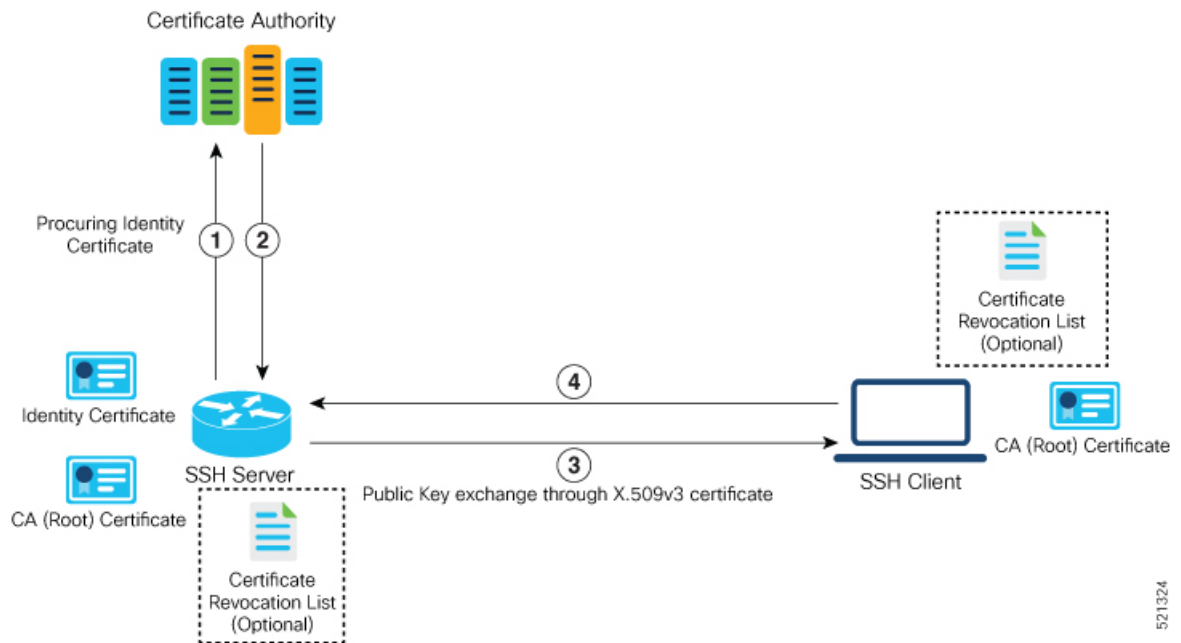 Certificate Authority
Procuring Identity
Certificate
1
2
Certificate
Revocation List
(Optional)
Identity Certificate
4
CA (Root) Certificate
SSH Server
3
SSH Client
Public Key exchange through X.509v3 certificate
CA (Root) Certificate
Certificate
Revocation List
(Optional)
521324